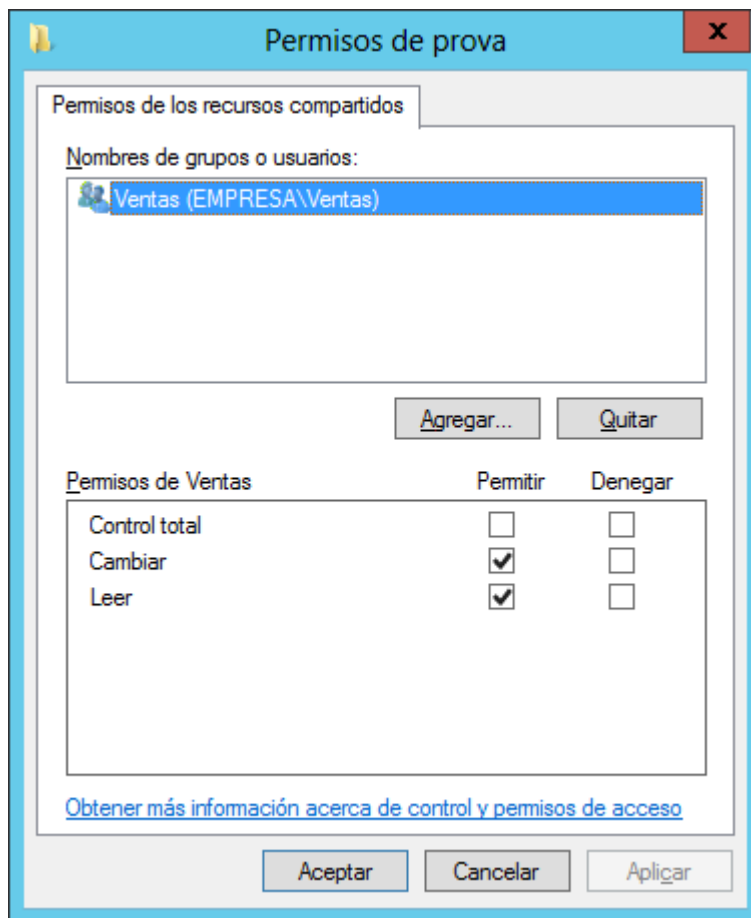 Permisos de prova
x
Permisos de los recursos compartidos
Nombres de grupos o usuarios:
Ventas (EMPRESA\Ventas)
Agregar... Quitar
Permisos de Ventas Permitir Denegar
Control total
Cambiar
Leer
Obtener más información acerca de control y permisos de acceso
Aceptar Cancelar Aplicar